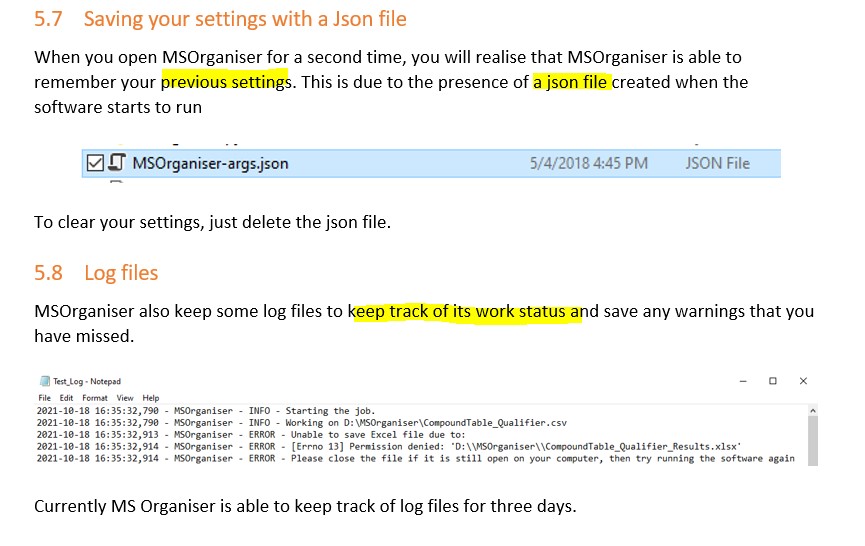 5.7 Saving your settings with a Json file
When you open MSOrganiser for a second time, you will realise that MSOrganiser is able to
remember your previous settings. This is due to the presence of a json file created when the
software starts to run
MSOrganiser-args.json 5/4/2018 4:45 PM JSON File
To clear your settings, just delete the json file.
5.8 Log files
MSOrganiser also keep some log files to keep track of its work status and save any warnings that you
have missed.
Test_Log - Notepad
File Edit Format View Help
2021-10-18 16:35:32,790 - MSOrganiser - INFO - Starting the job.
2021-10-18 16:35:32,790 - MSOrganiser - INFO - Working on D:\MSOrganiser\CompoundTable_Qualifier.csv
2021-10-18 16:35:32,913 - MSOrganiser - ERROR - Unable to save Excel file due to:
2021-10-18 16:35:32,914 - MSOrganiser - ERROR - [Errno 13] Permission denied: 'D:\\MSOrganiser\\CompoundTable_Qualifier_Results.xlsx'
2021-10-18 16:35:32,914 - MSOrganiser - ERROR - Please close the file if it is still open on your computer, then try running the software again
Currently MS Organiser is able to keep track of log files for three days.